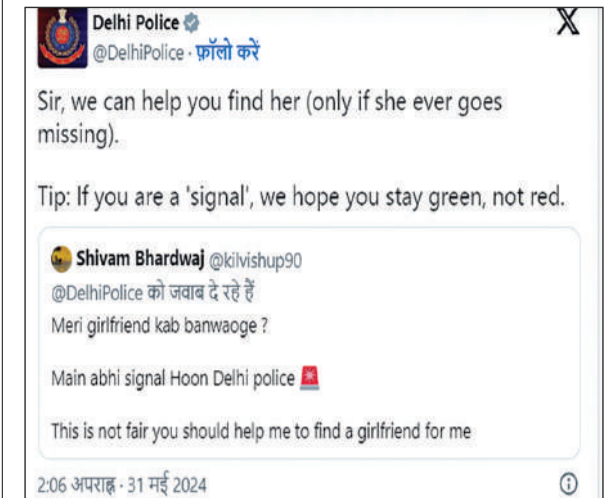 Delhi Police
@DelhiPolice · फ़ॉलो करें
Sir, we can help you find her (only if she ever goes
missing).
Tip: If you are a 'signal', we hope you stay green, not red.
Shivam Bhardwaj @kilvishup90
@DelhiPolice को जवाब दे रहे हैं
Meri girlfriend kab banwaoge ?
Main abhi signal Hoon Delhi police 🚨
This is not fair you should help me to find a girlfriend for me
2:06 अपराह्न · 31 मई 2024